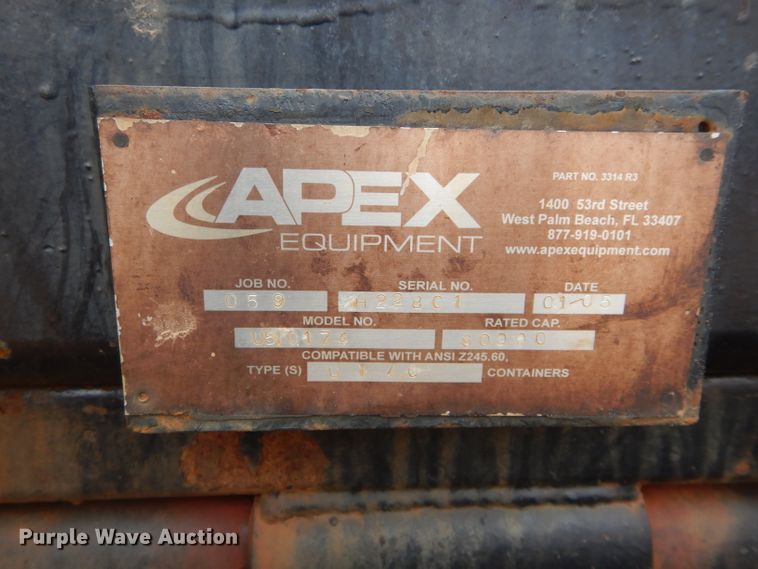 APEX
EQUIPMENT
PART NO. 3314 R3
1400 53rd Street
West Palm Beach, FL 33407
877-919-0101
www.apexequipment.com
JOB NO. SERIAL NO. DATE
059 H22801
MODEL NO. RATED CAP.
COMPATIBLE WITH ANSI Z245.60,
TYPE (S) CONTAINERS
Purple Wave Auction